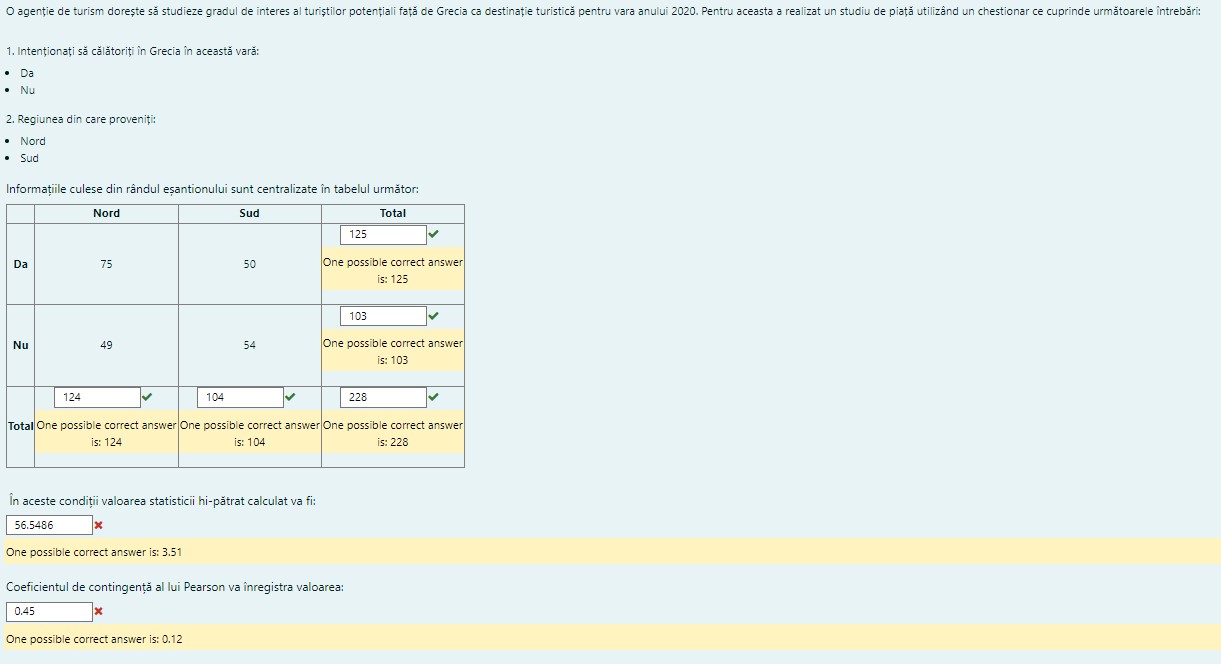 O agenție de turism dorește să studieze gradul de interes al turiștilor potențiali față de Grecia ca destinație turistică pentru vara anului 2020. Pentru aceasta a realizat un studiu de piață utilizând un chestionar ce cuprinde următoarele întrebări:
1. Intenționați să călătoriți în Grecia în această vară:
• Da
• Nu
2. Regiunea din care proveniți:
• Nord
• Sud
Informațiile culese din rândul eșantionului sunt centralizate în tabelul următor:
Nord Sud Total
125
Da 75 50 One possible correct answer
is: 125
103
Nu 49 54 One possible correct answer
is: 103
124 104 228
Total One possible correct answer One possible correct answer One possible correct answer
is: 124 is: 104 is: 228
În aceste condiții valoarea statisticii hi-pătrat calculat va fi:
56.5486
One possible correct answer is: 3.51
Coeficientul de contingență al lui Pearson va înregistra valoarea:
0.45
One possible correct answer is: 0.12